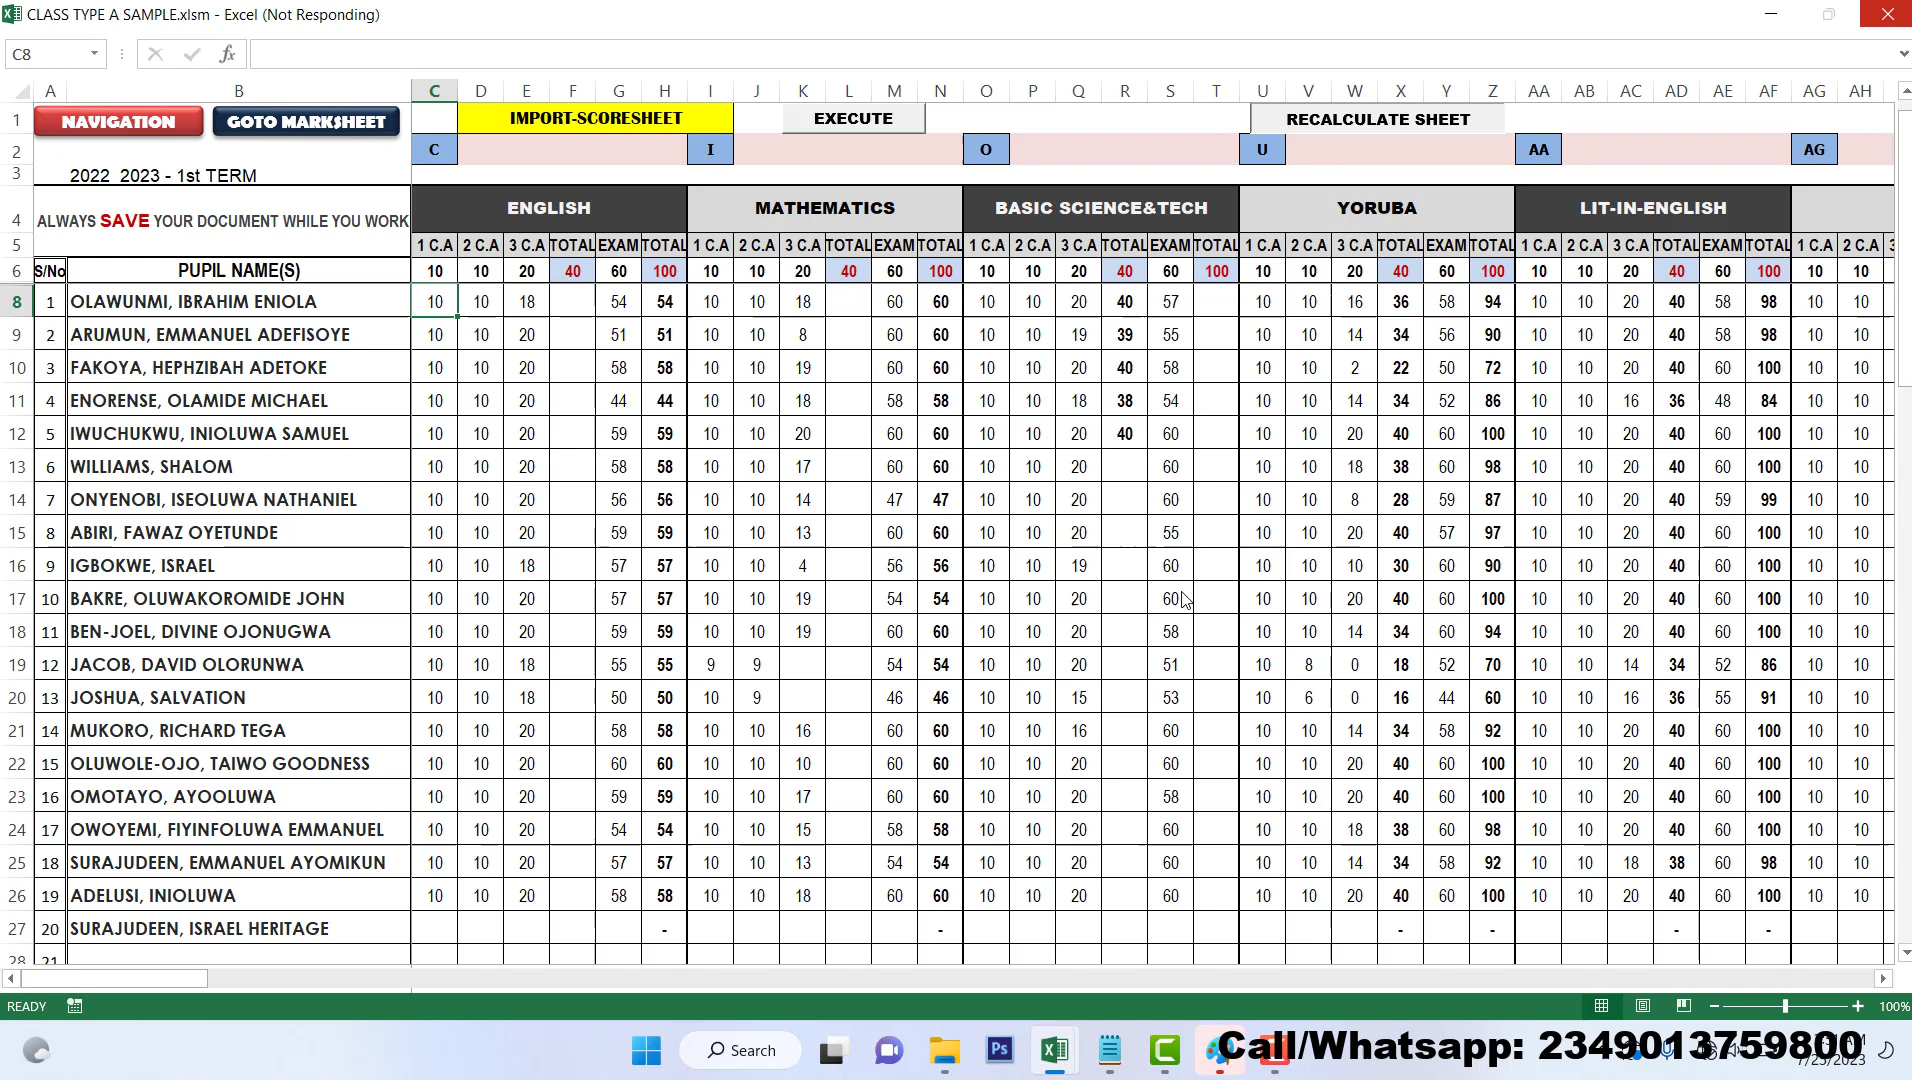 CLASS TYPE A SAMPLE.xlsm - Excel (Not Responding)
C8 fx
A B C D E F G H I J K L M N O P Q R S T U V W X Y Z AA AB AC AD AE AF AG AH
1 NAVIGATION GOTO MARKSHEET IMPORT-SCORESHEET EXECUTE RECALCULATE SHEET
2 C I O U AA AG
3 2022 2023 - 1st TERM
4 ALWAYS SAVE YOUR DOCUMENT WHILE YOU WORK ENGLISH MATHEMATICS BASIC SCIENCE&TECH YORUBA LIT-IN-ENGLISH
5 1 C.A 2 C.A 3 C.A TOTAL EXAM TOTAL 1 C.A 2 C.A 3 C.A TOTAL EXAM TOTAL 1 C.A 2 C.A 3 C.A TOTAL EXAM TOTAL 1 C.A 2 C.A 3 C.A TOTAL EXAM TOTAL 1 C.A 2 C.A 3 C.A TOTAL EXAM TOTAL 1 C.A 2 C.A
6 S/No PUPIL NAME(S) 10 10 20 40 60 100 10 10 20 40 60 100 10 10 20 40 60 100 10 10 20 40 60 100 10 10 20 40 60 100 10 10
8 1 OLAWUNMI, IBRAHIM ENIOLA 10 10 18 54 54 10 10 18 60 60 10 10 20 40 57 10 10 16 36 58 94 10 10 20 40 58 98 10 10
9 2 ARUMUN, EMMANUEL ADEFISOYE 10 10 20 51 51 10 10 8 60 60 10 10 19 39 55 10 10 14 34 56 90 10 10 20 40 58 98 10 10
10 3 FAKOYA, HEPHZIBAH ADETOKE 10 10 20 58 58 10 10 19 60 60 10 10 20 40 58 10 10 2 22 50 72 10 10 20 40 60 100 10 10
11 4 ENORENSE, OLAMIDE MICHAEL 10 10 20 44 44 10 10 18 58 58 10 10 18 38 54 10 10 14 34 52 86 10 10 16 36 48 84 10 10
12 5 IWUCHUKWU, INIOLUWA SAMUEL 10 10 20 59 59 10 10 20 60 60 10 10 20 40 60 10 10 20 40 60 100 10 10 20 40 60 100 10 10
13 6 WILLIAMS, SHALOM 10 10 20 58 58 10 10 17 60 60 10 10 20 60 10 10 18 38 60 98 10 10 20 40 60 100 10 10
14 7 ONYENOBI, ISEOLUWA NATHANIEL 10 10 20 56 56 10 10 14 47 47 10 10 20 60 10 10 8 28 59 87 10 10 20 40 59 99 10 10
15 8 ABIRI, FAWAZ OYETUNDE 10 10 20 59 59 10 10 13 60 60 10 10 20 55 10 10 20 40 57 97 10 10 20 40 60 100 10 10
16 9 IGBOKWE, ISRAEL 10 10 18 57 57 10 10 4 56 56 10 10 19 60 10 10 10 30 60 90 10 10 20 40 60 100 10 10
17 10 BAKRE, OLUWAKOROMIDE JOHN 10 10 20 57 57 10 10 19 54 54 10 10 20 60 10 10 20 40 60 100 10 10 20 40 60 100 10 10
18 11 BEN-JOEL, DIVINE OJONUGWA 10 10 20 59 59 10 10 19 60 60 10 10 20 58 10 10 14 34 60 94 10 10 20 40 60 100 10 10
19 12 JACOB, DAVID OLORUNWA 10 10 18 55 55 9 9 54 54 10 10 20 51 10 8 0 18 52 70 10 10 14 34 52 86 10 10
20 13 JOSHUA, SALVATION 10 10 18 50 50 10 9 46 46 10 10 15 53 10 6 0 16 44 60 10 10 16 36 55 91 10 10
21 14 MUKORO, RICHARD TEGA 10 10 20 58 58 10 10 16 60 60 10 10 16 60 10 10 14 34 58 92 10 10 20 40 60 100 10 10
22 15 OLUWOLE-OJO, TAIWO GOODNESS 10 10 20 60 60 10 10 10 60 60 10 10 20 60 10 10 20 40 60 100 10 10 20 40 60 100 10 10
23 16 OMOTAYO, AYOOLUWA 10 10 20 59 59 10 10 17 60 60 10 10 20 58 10 10 20 40 60 100 10 10 20 40 60 100 10 10
24 17 OWOYEMI, FIYINFOLUWA EMMANUEL 10 10 20 54 54 10 10 15 58 58 10 10 20 60 10 10 18 38 60 98 10 10 20 40 60 100 10 10
25 18 SURAJUDEEN, EMMANUEL AYOMIKUN 10 10 20 57 57 10 10 13 54 54 10 10 20 60 10 10 14 34 58 92 10 10 18 38 60 98 10 10
26 19 ADELUSI, INIOLUWA 10 10 20 58 58 10 10 18 60 60 10 10 20 60 10 10 20 40 60 100 10 10 20 40 60 100 10 10
27 20 SURAJUDEEN, ISRAEL HERITAGE - - - - - -
28 21
READY 100%
Search Ps Call/Whatsapp: 2349013759800